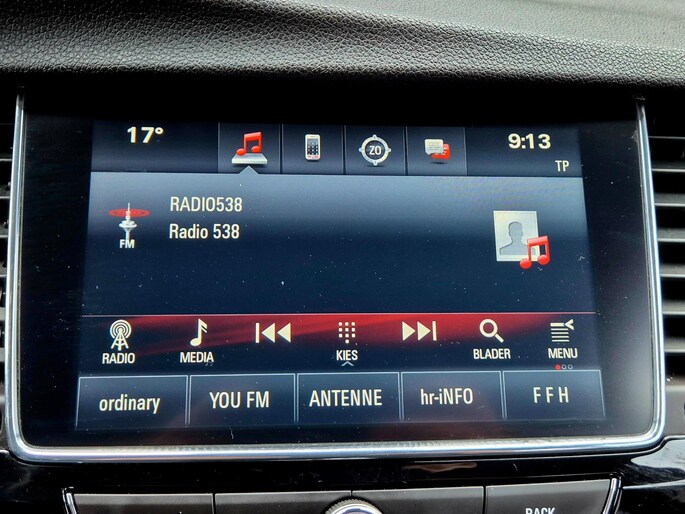 17°
ZO
9:13
TP
RADIO538
Radio 538
FM
RADIO
MEDIA
KIES
BLADER
MENU
ordinary
YOU FM
ANTENNE
hr-iNFO
F F H
BACK